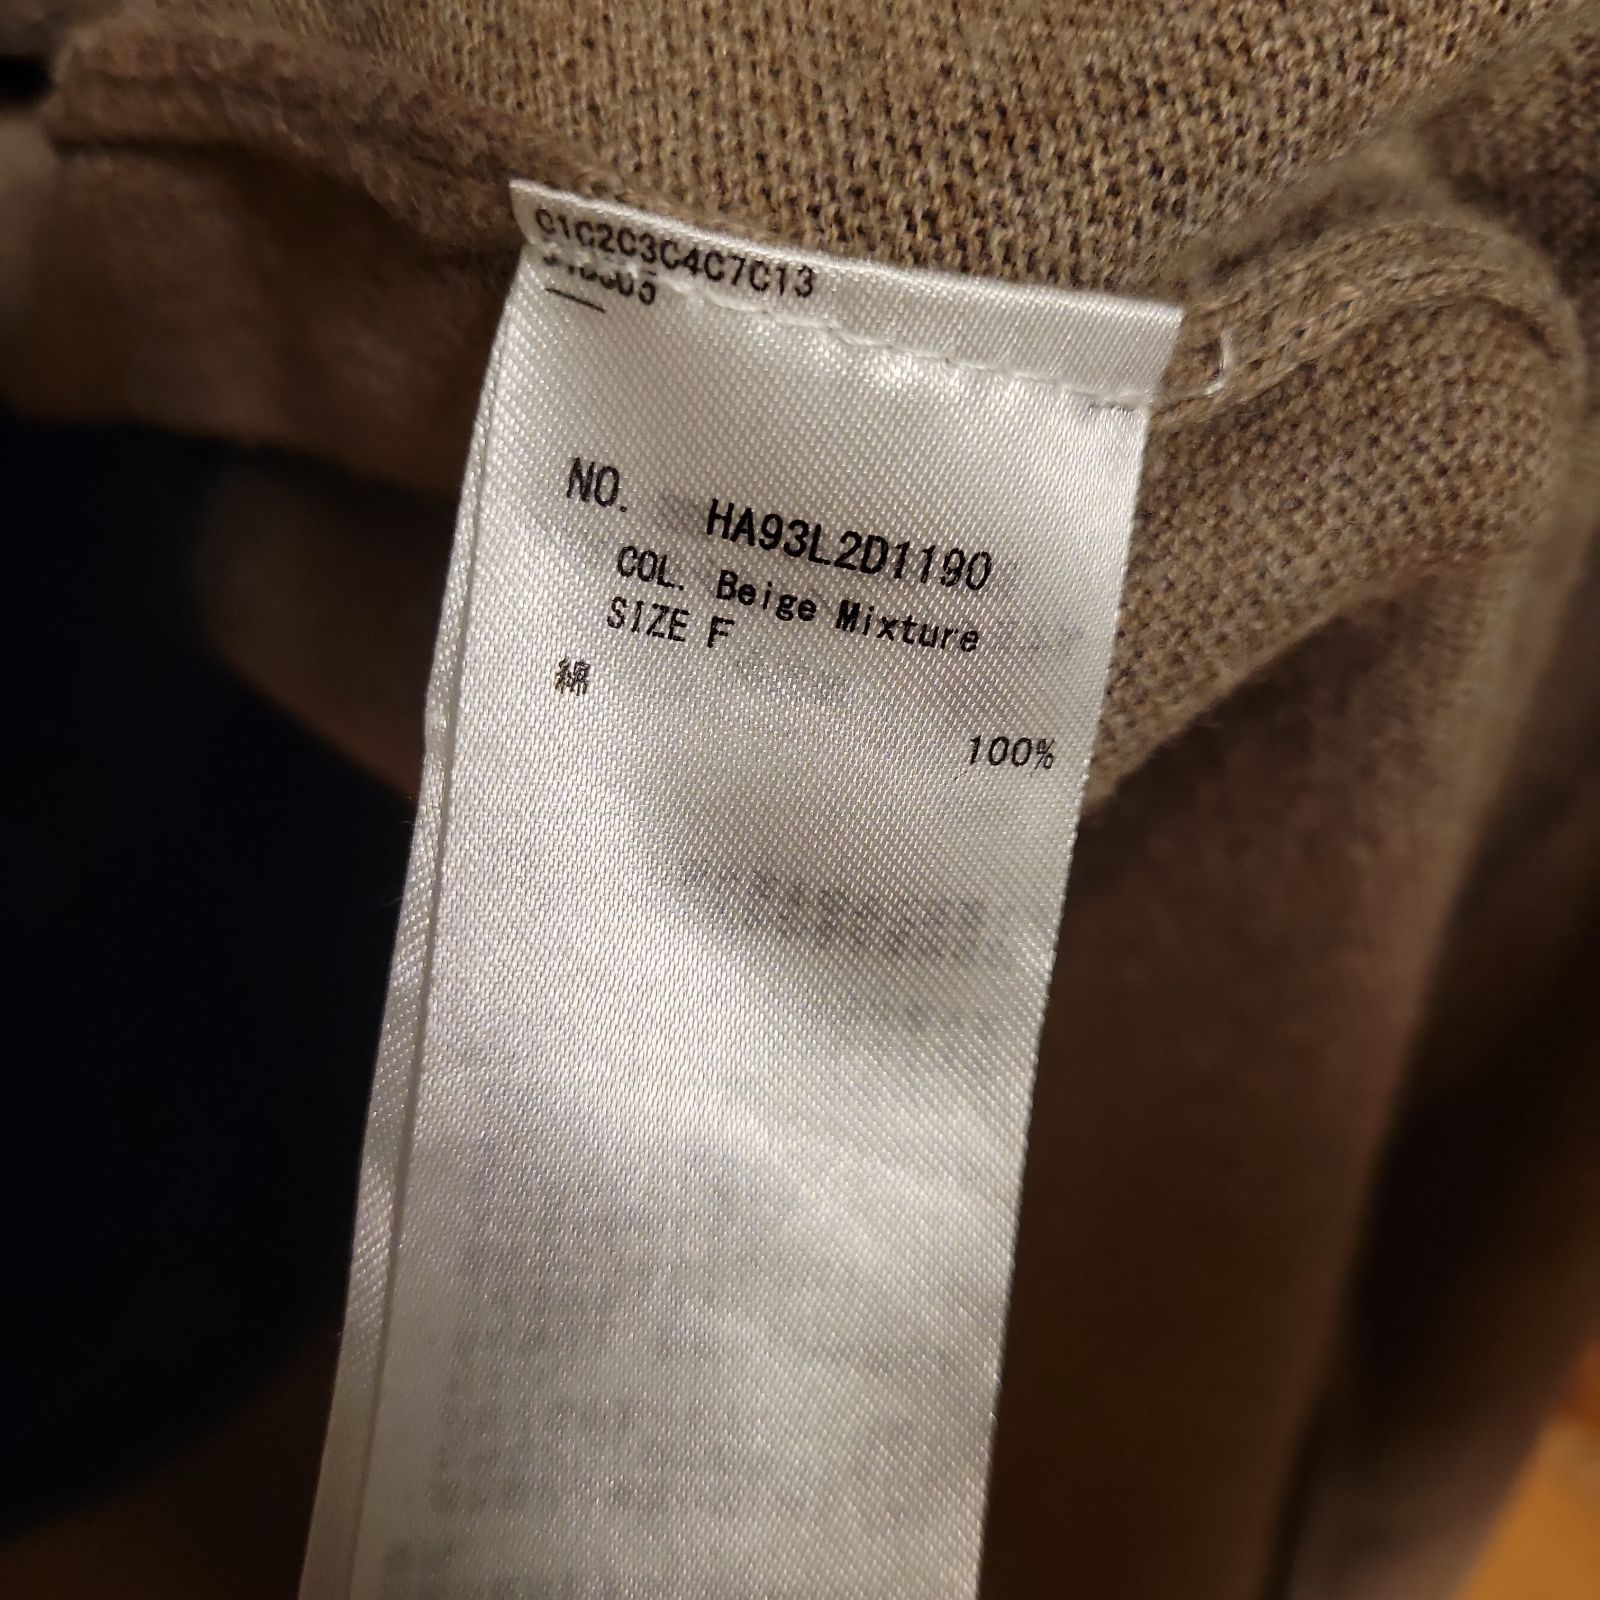 C1C2C3C4C7C13
NO. HA93L2D1190
COL. Beige Mixture
SIZE F
綿
100%